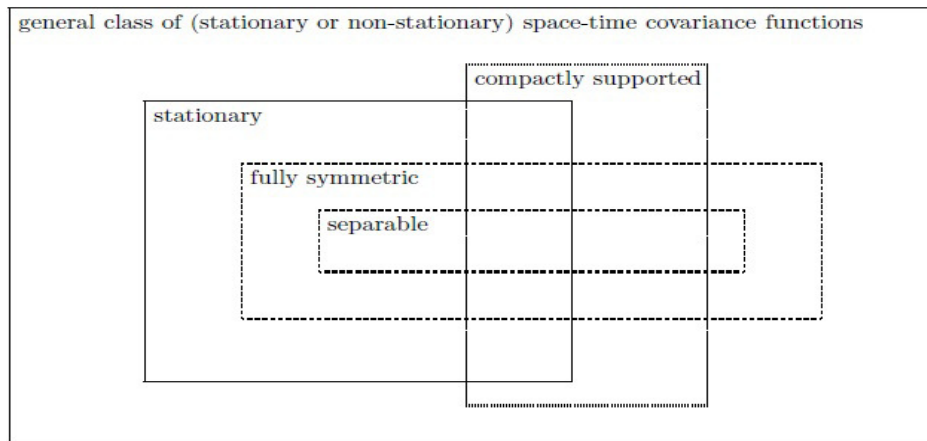 general class of (stationary or non-stationary) space-time covariance functions
compactly supported
stationary
fully symmetric
separable